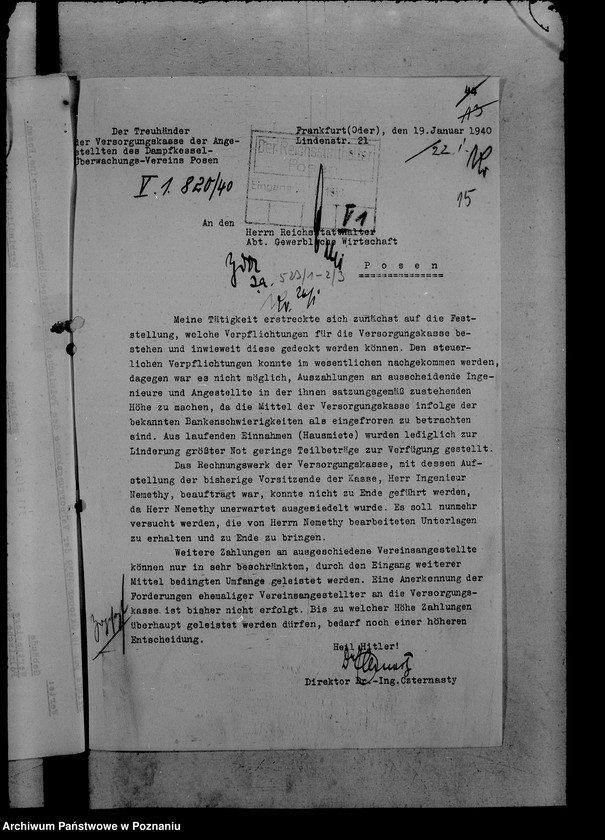 Der Treuhänder
der Versorgungskasse der Ange-
stellten des Dampfkessel-
Überwachungs-Vereins Posen
Frankfurt(Oder), den 19.Januar 1940
Lindenstr. 21
15
Der Reichsstatthalter
Posen
V.1. 820/40
An den
Herrn Reichsstatthalter
Abt. Gewerbliche Wirtschaft
V 1
P o s e n
523/1-2/3
Meine Tätigkeit erstreckte sich zunächst auf die Fest-
stellung, welche Verpflichtungen für die Versorgungskasse be-
stehen und inwieweit diese gedeckt werden können. Den steuer-
lichen Verpflichtungen konnte im wesentlichen nachgekommen werden,
dagegen war es nicht möglich, Auszahlungen an ausscheidende Inge-
nieure und Angestellte in der ihnen satzungsgemäß zustehenden
Höhe zu machen, da die Mittel der Versorgungskasse infolge der
bekannten Bankenschwierigkeiten als eingefroren zu betrachten
sind. Aus laufenden Einnahmen (Hausmiete) wurden lediglich zur
Linderung größter Not geringe Teilbeträge zur Verfügung gestellt.
Das Rechnungswerk der Versorgungskasse, mit dessen Auf-
stellung der bisherige Vorsitzende der Kasse, Herr Ingenieur
Nemethy, beauftragt war, konnte nicht zu Ende geführt werden,
da Herr Nemethy unerwartet ausgesiedelt wurde. Es soll nunmehr
versucht werden, die von Herrn Nemethy bearbeiteten Unterlagen
zu erhalten und zu Ende zu bringen.
Weitere Zahlungen an ausgeschiedene Vereinsangestellte
können nur in sehr beschränktem, durch den Eingang weiterer
Mittel bedingten Umfange geleistet werden. Eine Anerkennung der
Forderungen ehemaliger Vereinsangestellter an die Versorgungs-
kasse ist bisher nicht erfolgt. Bis zu welcher Höhe Zahlungen
überhaupt geleistet werden dürfen, bedarf noch einer höheren
Entscheidung.
Heil Hitler!
Direktor Dr.-Ing.Czternasty
Archiwum Państwowe w Poznaniu